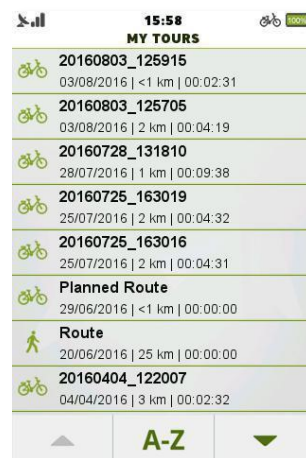 15:58
100%
MY TOURS
20160803_125915
03/08/2016 | <1 km | 00:02:31
20160803_125705
03/08/2016 | 2 km | 00:04:19
20160728_131810
28/07/2016 | 1 km | 00:09:38
20160725_163019
25/07/2016 | 2 km | 00:04:32
20160725_163016
25/07/2016 | 2 km | 00:04:31
Planned Route
29/06/2016 | <1 km | 00:00:00
Route
20/06/2016 | 25 km | 00:00:00
20160404_122007
04/04/2016 | 3 km | 00:02:32
A-Z